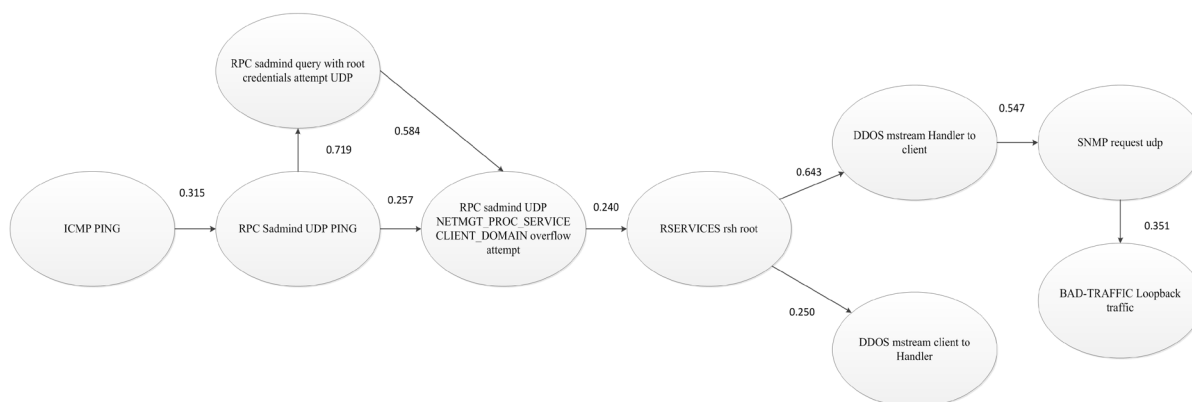 RPC sadmind query with root
credentials attempt UDP
0.584
0.719
ICMP PING
0.315
RPC Sadmind UDP PING
0.257
RPC sadmind UDP
NETMGT_PROC_SERVICE
CLIENT_DOMAIN overflow
attempt
0.240
RSERVICES rsh root
0.643
DDOS mstream Handler to
client
0.547
SNMP request udp
0.351
BAD-TRAFFIC Loopback
traffic
0.250
DDOS mstream client to
Handler